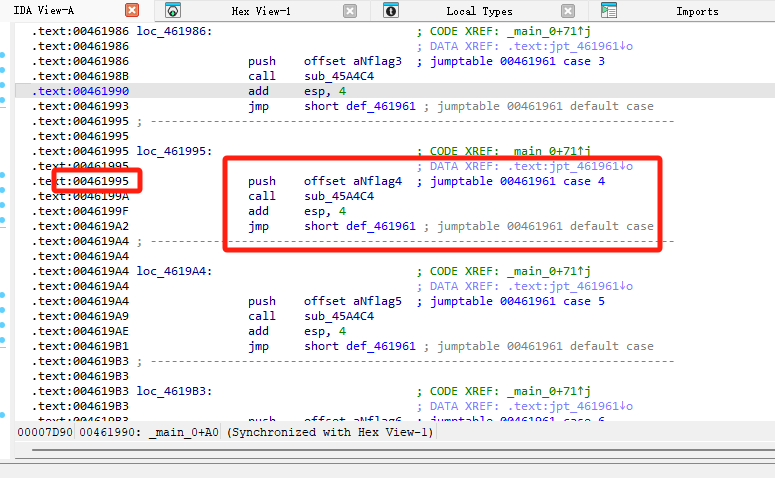 IDA View-A Hex View-1 Local Types Imports
.text:00461986 loc_461986: ; CODE XREF: _main_0+71↑j
.text:00461986 ; DATA XREF: .text:jpt_461961↓o
.text:00461986 push offset aNflag3 ; jumptable 00461961 case 3
.text:0046198B call sub_45A4C4
.text:00461990 add esp, 4
.text:00461993 jmp short def_461961 ; jumptable 00461961 default case
.text:00461995 ; ---------------------------------------------------------------------------
.text:00461995
.text:00461995 loc_461995: ; CODE XREF: _main_0+71↑j
.text:00461995 ; DATA XREF: .text:jpt_461961↓o
.text:00461995 push offset aNflag4 ; jumptable 00461961 case 4
.text:0046199A call sub_45A4C4
.text:0046199F add esp, 4
.text:004619A2 jmp short def_461961 ; jumptable 00461961 default case
.text:004619A4 ; ---------------------------------------------------------------------------
.text:004619A4
.text:004619A4 loc_4619A4: ; CODE XREF: _main_0+71↑j
.text:004619A4 ; DATA XREF: .text:jpt_461961↓o
.text:004619A4 push offset aNflag5 ; jumptable 00461961 case 5
.text:004619A9 call sub_45A4C4
.text:004619AE add esp, 4
.text:004619B1 jmp short def_461961 ; jumptable 00461961 default case
.text:004619B3 ; ---------------------------------------------------------------------------
.text:004619B3
.text:004619B3 loc_4619B3: ; CODE XREF: _main_0+71↑j
.text:004619B3 ; DATA XREF: .text:jpt_461961↓o
.text:004619B3 push offset aNflag6 ; jumptable 00461961 case 6
00007D90 00461990: _main_0+A0 (Synchronized with Hex View-1)